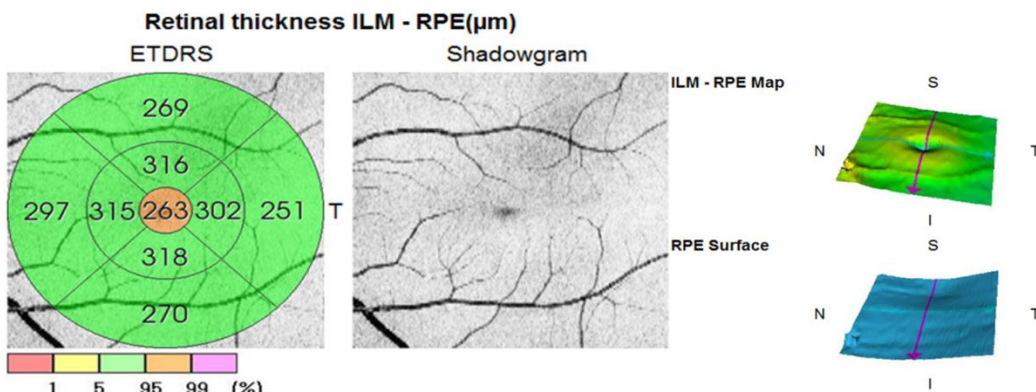 Retinal thickness ILM - RPE(µm)
ETDRS
Shadowgram
269
316
297 315 263 302 251 T
318
270
1 5 95 99 (%)
ILM - RPE Map
S
N T
I
RPE Surface
S
N T
I